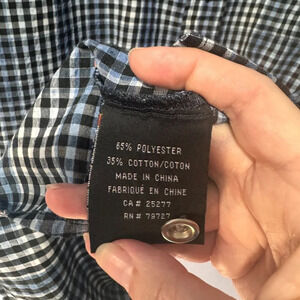 65% POLYESTER
35% COTTON/COTON
MADE IN CHINA
FABRIQUÉ EN CHINE
CA# 25277
RN# 79727